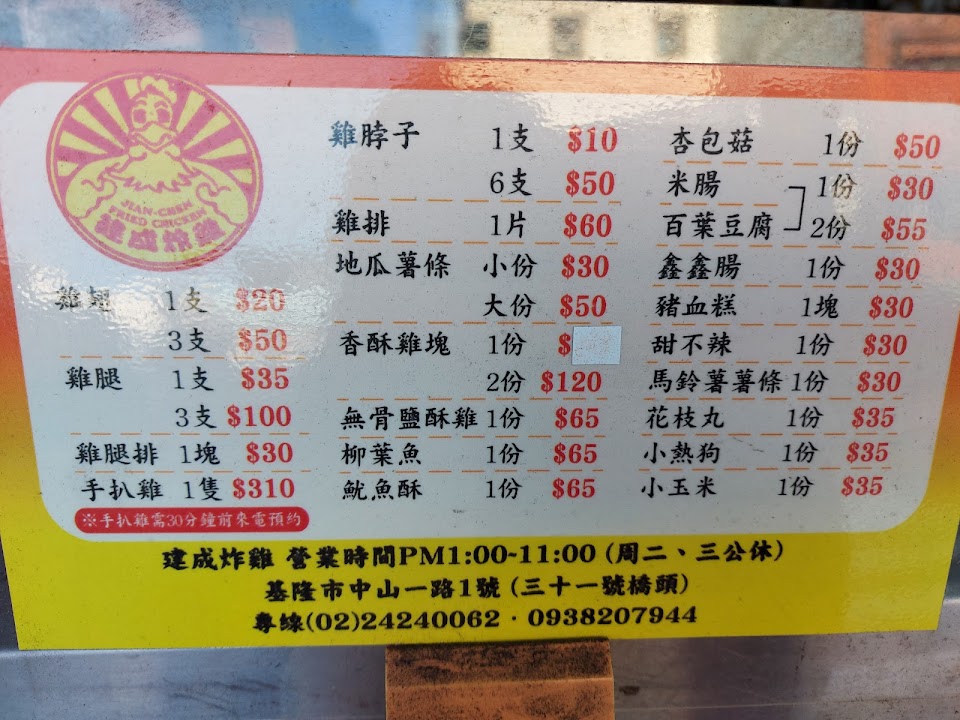 JIAN-CHEN
FRIED CHICKEN
建成炸雞
雞翅 1支 $20
3支 $50
雞腿 1支 $35
3支 $100
雞腿排 1塊 $30
手扒雞 1隻 $310
※手扒雞需30分鐘前來電預約
雞脖子 1支 $10
6支 $50
雞排 1片 $60
地瓜薯條 小份 $30
大份 $50
香酥雞塊 1份 $
2份 $120
無骨鹽酥雞 1份 $65
柳葉魚 1份 $65
魷魚酥 1份 $65
杏包菇 1份 $50
米腸 1份 $30
百葉豆腐 2份 $55
鑫鑫腸 1份 $30
豬血糕 1塊 $30
甜不辣 1份 $30
馬鈴薯薯條 1份 $30
花枝丸 1份 $35
小熱狗 1份 $35
小玉米 1份 $35
建成炸雞 營業時間PM1:00~11:00 (周二、三公休)
基隆市中山一路1號 (三十一號橋頭)
專線(02)24240062 · 0938207944